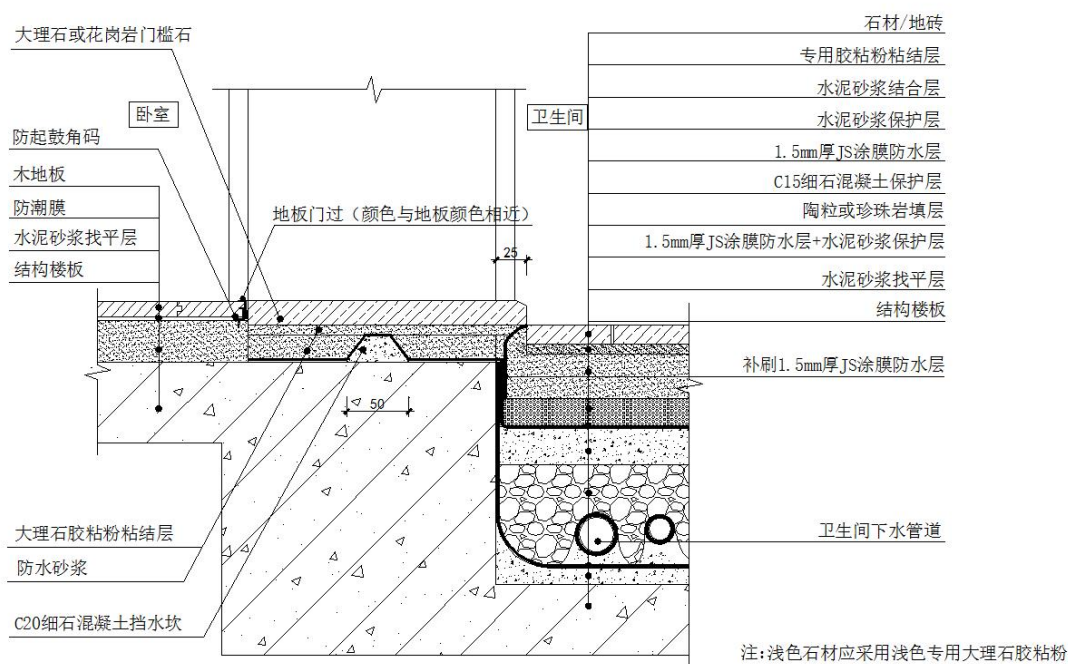 大理石或花岗岩门槛石
卧室
防起鼓角码
木地板
防潮膜
水泥砂浆找平层
结构楼板
地板门过（颜色与地板颜色相近）
25
卫生间
石材/地砖
专用胶粘粉粘结层
水泥砂浆结合层
水泥砂浆保护层
1.5mm厚JS涂膜防水层
C15细石混凝土保护层
陶粒或珍珠岩填层
1.5mm厚JS涂膜防水层+水泥砂浆保护层
水泥砂浆找平层
结构楼板
补刷1.5mm厚JS涂膜防水层
50
大理石胶粘粉粘结层
防水砂浆
C20细石混凝土挡水坎
卫生间下水管道
注:浅色石材应采用浅色专用大理石胶粘粉